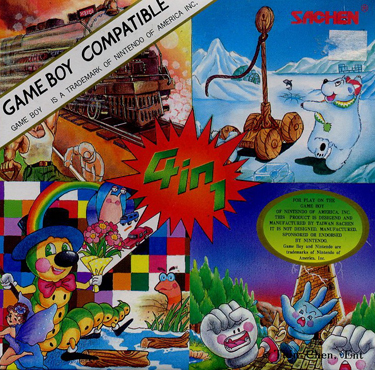 GAME BOY COMPATIBLE
GAME BOY IS A TRADEMARK OF NINTENDO OF AMERICA INC.
SACHEN
4 in 1
FOR PLAY ON THE
GAME BOY
OF NINTENDO OF AMERICA, INC.
THIS PRODUCT IS DESIGNED AND
MANUFACTURED BY TAIWAN SACHEN
IT IS NOT DESIGNED, MANUFACTURED,
SPONSORED OR ENDORSED
BY NINTENDO.
Game Boy and Nintendo are
trademarks of Nintendo of
America, Inc.